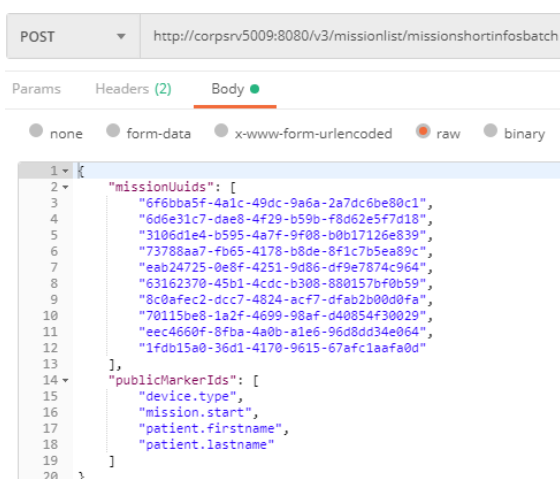 POST http://corpsrv5009:8080/v3/missionlist/missionshortinfosbatch
Params Headers (2) Body
none form-data x-www-form-urlencoded raw binary
1 {
2 "missionUuids": [
3 "6f6bba5f-4a1c-49dc-9a6a-2a7dc6be80c1",
4 "6d6e31c7-dae8-4f29-b59b-f8d62e5f7d18",
5 "3106d1e4-b595-4a7f-9f08-b0b17126e839",
6 "73788aa7-fb65-4178-b8de-8f1c7b5ea89c",
7 "eab24725-0e8f-4251-9d86-df9e7874c964",
8 "63162370-45b1-4cdc-b308-880157bf0b59",
9 "8c0afec2-dcc7-4824-acf7-dfab2b00d0fa",
10 "70115be8-1a2f-4699-98af-d40854f30029",
11 "eec4660f-8fba-4a0b-a1e6-96d8dd34e064",
12 "1fdb15a0-36d1-4170-9615-67afc1aafa0d"
13 ],
14 "publicMarkerIds": [
15 "device.type",
16 "mission.start",
17 "patient.firstname",
18 "patient.lastname"
19 ]
20 }